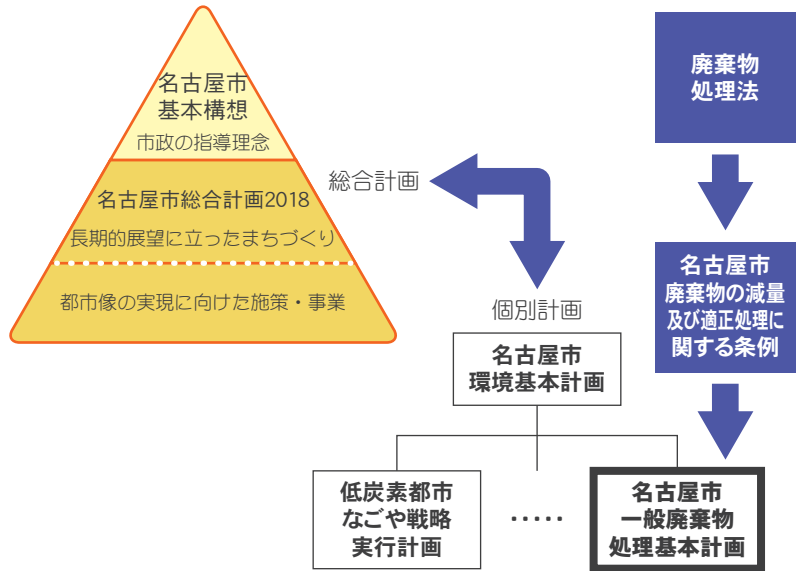 名古屋市
基本構想
市政の指導理念
名古屋市総合計画2018
長期的展望に立ったまちづくり
都市像の実現に向けた施策・事業
総合計画
個別計画
名古屋市
環境基本計画
低炭素都市
なごや戦略
実行計画
・・・・・
名古屋市
一般廃棄物
処理基本計画
廃棄物
処理法
名古屋市
廃棄物の減量
及び適正処理に
関する条例